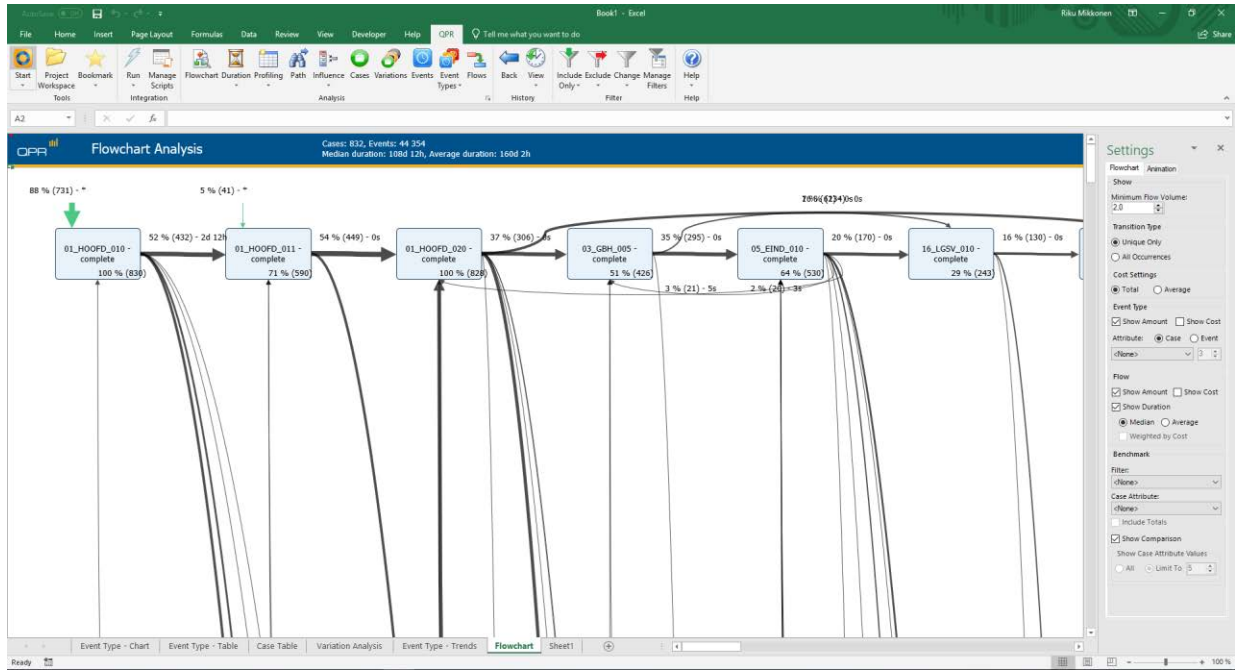 AutoSave
Book1 - Excel
Riku Mikkonen
File Home Insert Page Layout Formulas Data Review View Developer Help QPR Tell me what you want to do
Share
Start Project Workspace Bookmark Run Manage Scripts Flowchart Duration Profiling Path Influence Cases Variations Events Event Types Flows Back View Include Only Exclude Change Manage Filters Help
Tools Integration Analysis History Filter Help
A2 fx
QPR Flowchart Analysis
Cases: 832, Events: 44 354
Median duration: 108d 12h, Average duration: 160d 2h
88 % (731) - *
5 % (41) - *
52 % (432) - 2d 12h
54 % (449) - 0s
37 % (306) - 0s
35 % (295) - 0s
20 % (170) - 0s
16 % (130) - 0s
01_HOOFD_010 -
complete
100 % (830)
01_HOOFD_011 -
complete
71 % (590)
01_HOOFD_020 -
complete
100 % (828)
03_GBH_005 -
complete
51 % (426)
05_EIND_010 -
complete
64 % (530)
16_LGSV_010 -
complete
29 % (243)
3 % (21) - 5s
Settings
Flowchart Animation
Show
Minimum Flow Volume:
2.0
Transition Type
Unique Only
All Occurrences
Cost Settings
Total Average
Event Type
Show Amount Show Cost
Attribute: Case Event
<None> 3
Flow
Show Amount Show Cost
Show Duration
Median Average
Weighted by Cost
Benchmark
Filter:
<None>
Case Attribute:
<None>
Include Totals
Show Comparison
Show Case Attribute Values
All Limit To 5
Event Type - Chart Event Type - Table Case Table Variation Analysis Event Type - Trends Flowchart Sheet1
Ready
100 %